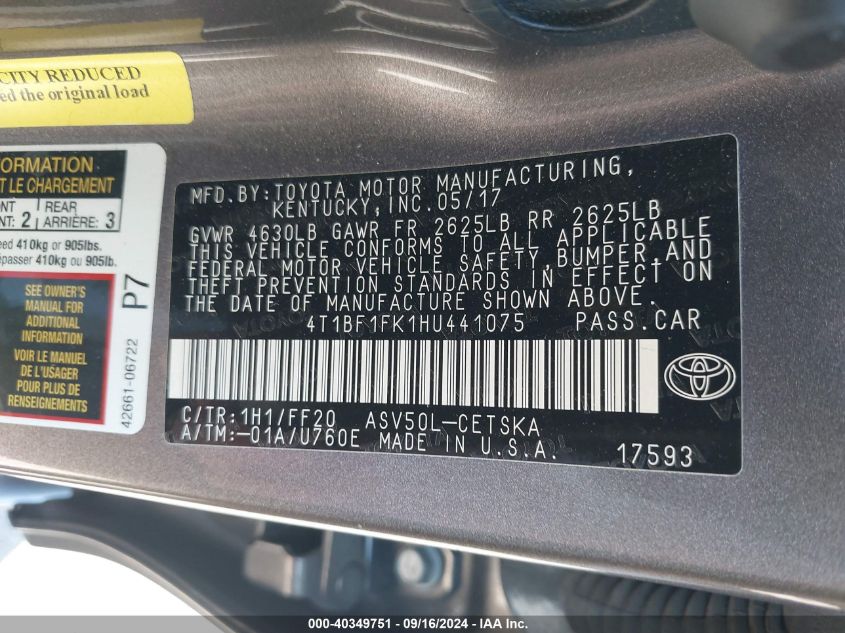 CITY REDUCED
ed the original load
ORMATION
T LE CHARGEMENT
NT
NT: 2
REAR
ARRIÈRE: 3
eed 410kg or 905lbs.
épasser 410kg ou 905lb.
SEE OWNER'S
MANUAL FOR
ADDITIONAL
INFORMATION
VOIR LE MANUEL
DE L'USAGER
POUR PLUS DE
RENSEIGNEMENTS
P7
42661-06722
MFD.BY:TOYOTA MOTOR MANUFACTURING,
KENTUCKY, INC.05/17
GVWR 4630LB GAWR FR 2625LB RR 2625LB
THIS VEHICLE CONFORMS TO ALL APPLICABLE
FEDERAL MOTOR VEHICLE SAFETY,BUMPER,AND
THEFT PREVENTION STANDARDS IN EFFECT ON
THE DATE OF MANUFACTURE SHOWN ABOVE.
4T1BF1FK1HU441075 PASS.CAR
C/TR:1H1/FF20 ASV50L-CETSKA
A/TM:-01A/U760E MADE IN U.S.A.
17593
000-40349751 - 09/16/2024 - IAA Inc.